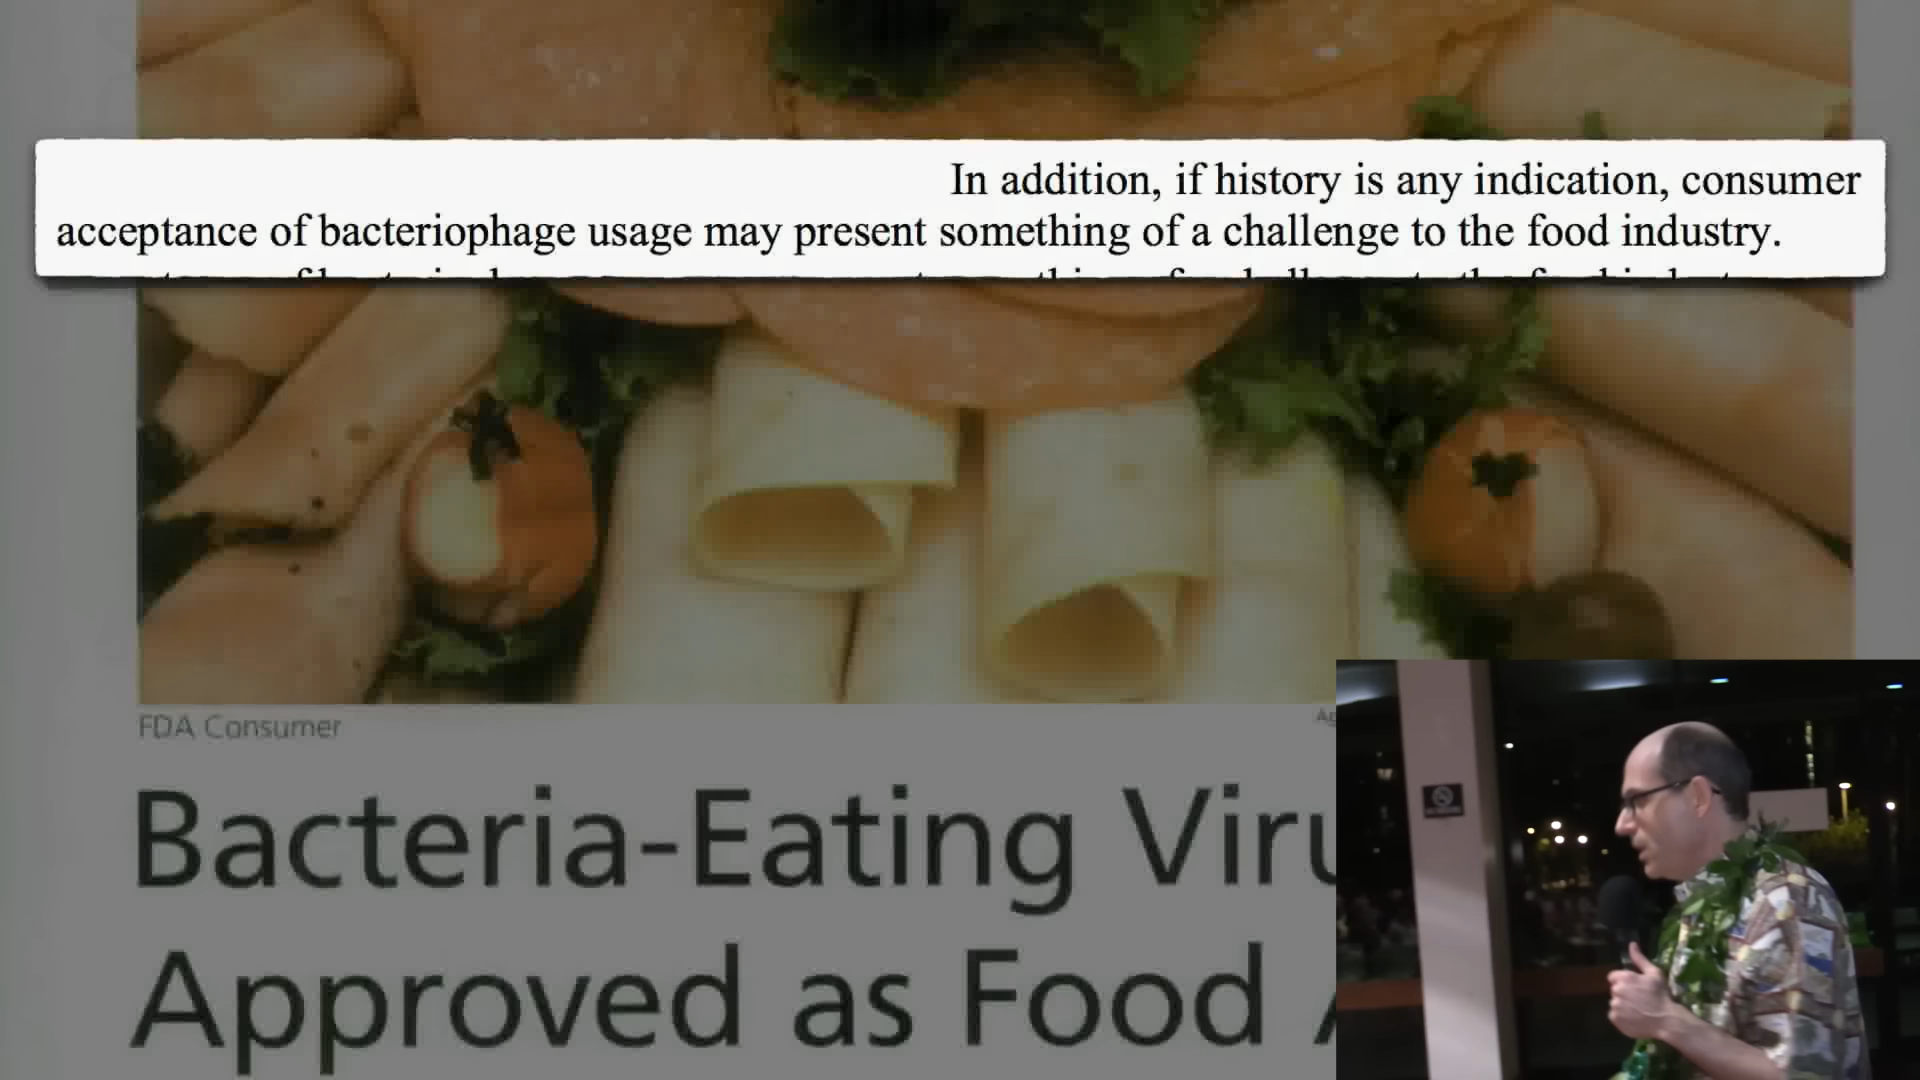 In addition, if history is any indication, consumer
acceptance of bacteriophage usage may present something of a challenge to the food industry.
FDA Consumer
Bacteria-Eating
Approved as Food